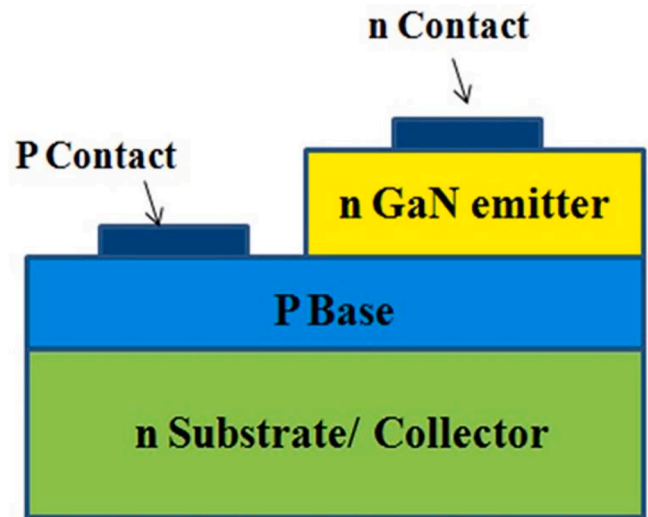 n Contact
P Contact
n GaN emitter
P Base
n Substrate/ Collector